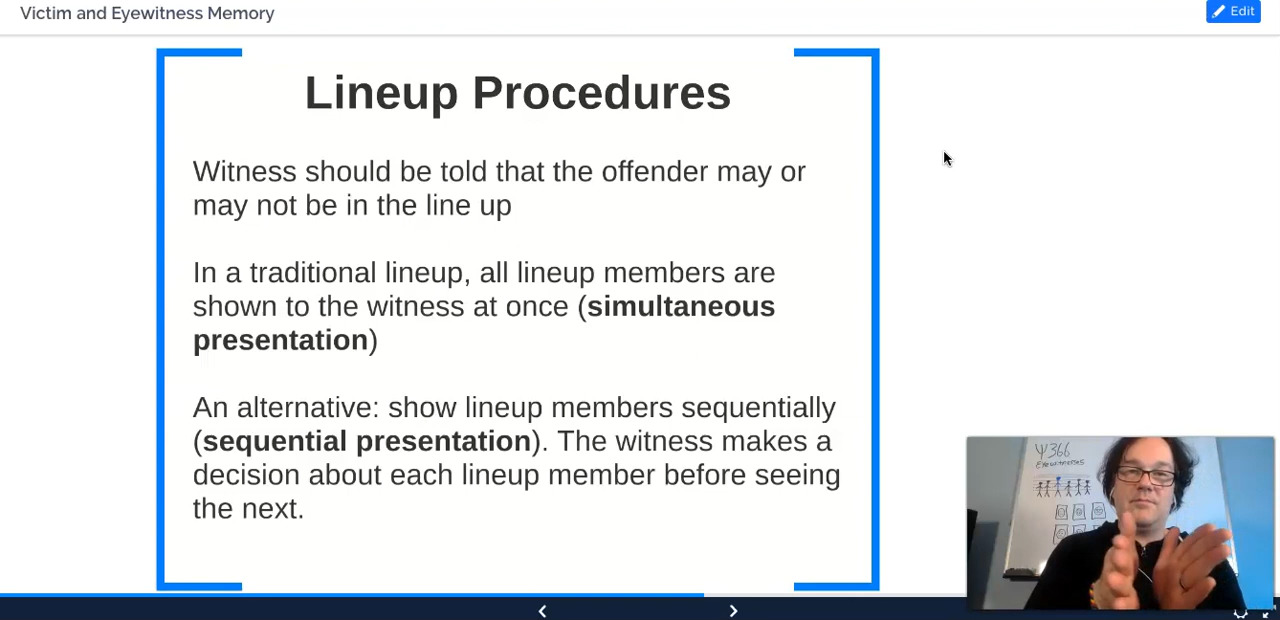 Victim and Eyewitness Memory
Edit
Lineup Procedures
Witness should be told that the offender may or
may not be in the line up
In a traditional lineup, all lineup members are
shown to the witness at once (simultaneous
presentation)
An alternative: show lineup members sequentially
(sequential presentation). The witness makes a
decision about each lineup member before seeing
the next.
Ψ366
Eyewitnesses